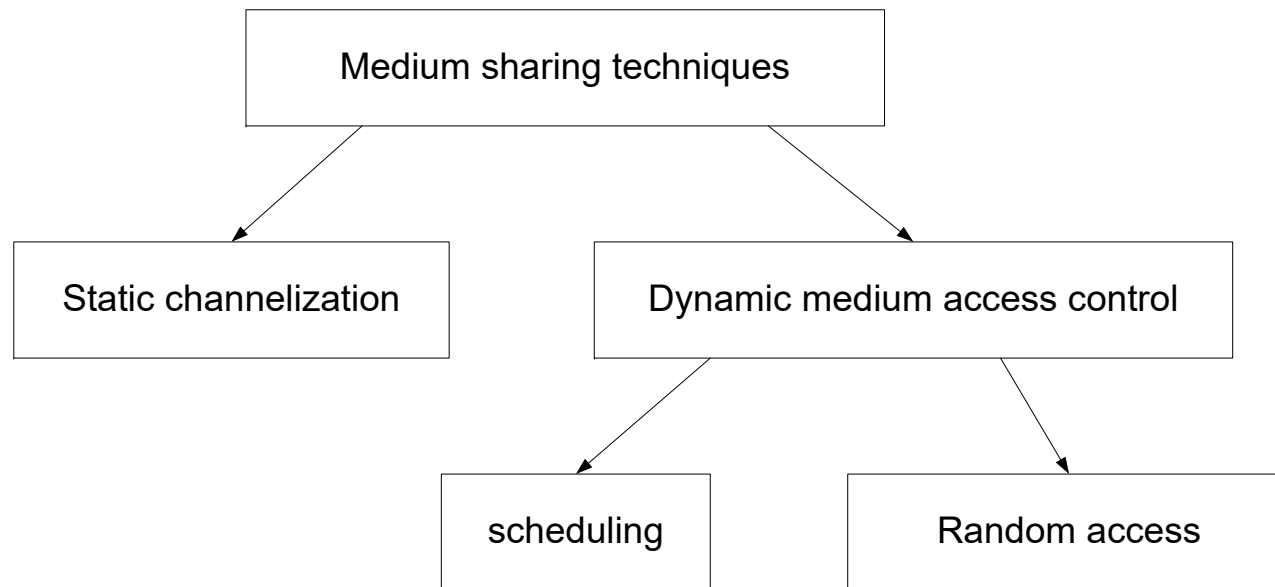 Medium sharing techniques
Static channelization
Dynamic medium access control
scheduling
Random access